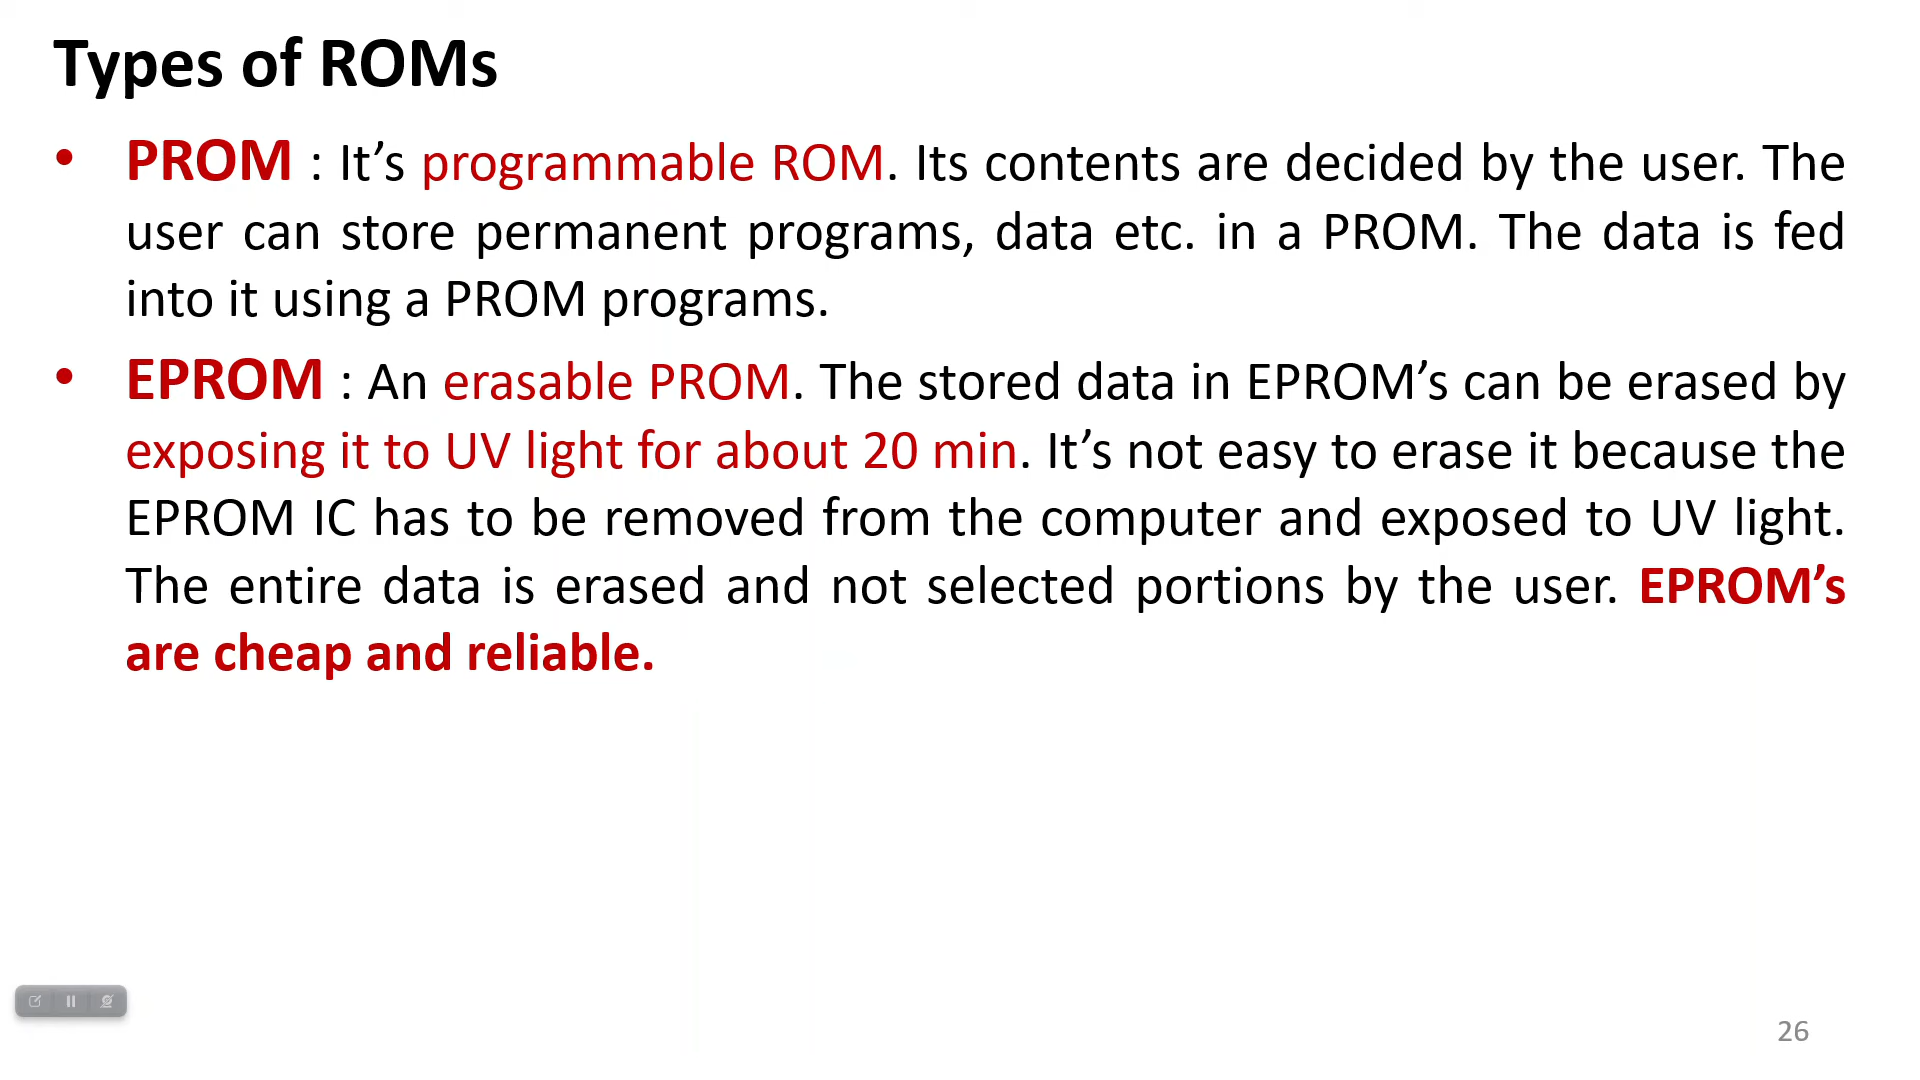 Types of ROMs
• PROM : It’s programmable ROM. Its contents are decided by the user. The
user can store permanent programs, data etc. in a PROM. The data is fed
into it using a PROM programs.
• EPROM : An erasable PROM. The stored data in EPROM’s can be erased by
exposing it to UV light for about 20 min. It’s not easy to erase it because the
EPROM IC has to be removed from the computer and exposed to UV light.
The entire data is erased and not selected portions by the user. EPROM’s
are cheap and reliable.
26